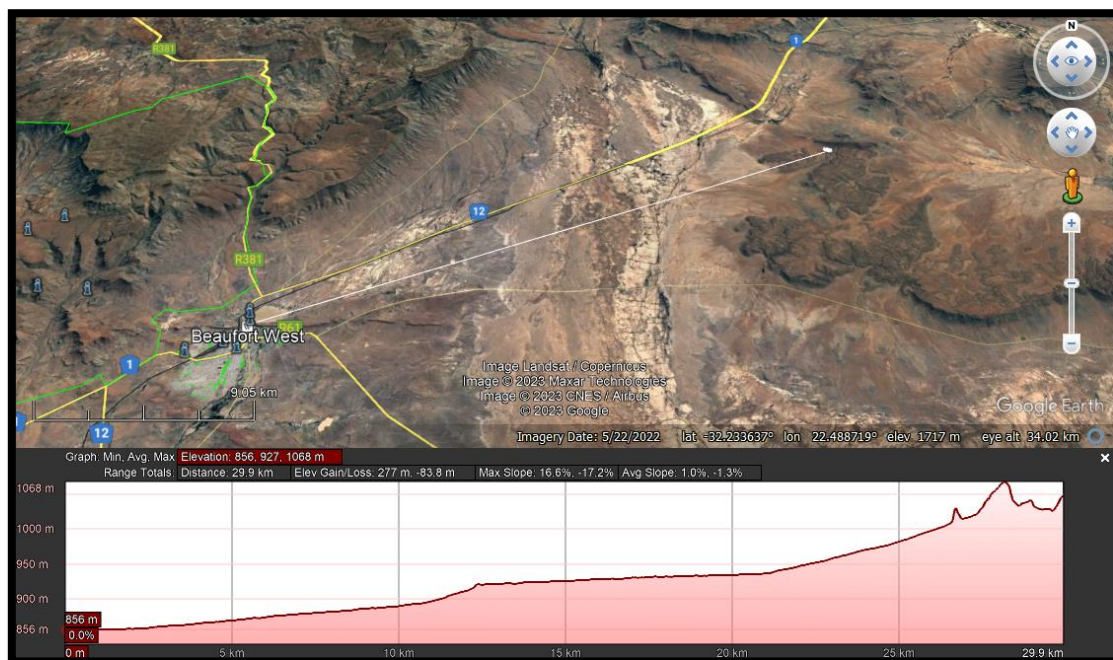 R381
1
N
12
R381
R61
Beaufort West
1
9.05 km
12
Image Landsat / Copernicus
Image © 2023 Maxar Technologies
Image © 2023 CNES / Airbus
© 2023 Google
Google Earth
Imagery Date: 5/22/2022 lat -32.233637° lon 22.488719° elev 1717 m eye alt 34.02 km
Graph: Min, Avg, Max Elevation: 856, 927, 1068 m
Range Totals: Distance: 29.9 km Elev Gain/Loss: 277 m, -83.8 m Max Slope: 16.6%, -17.2% Avg Slope: 1.0%, -1.3%
1068 m
1000 m
950 m
900 m
856 m
856 m
0.0%
0 m 5 km 10 km 15 km 20 km 25 km 29.9 km